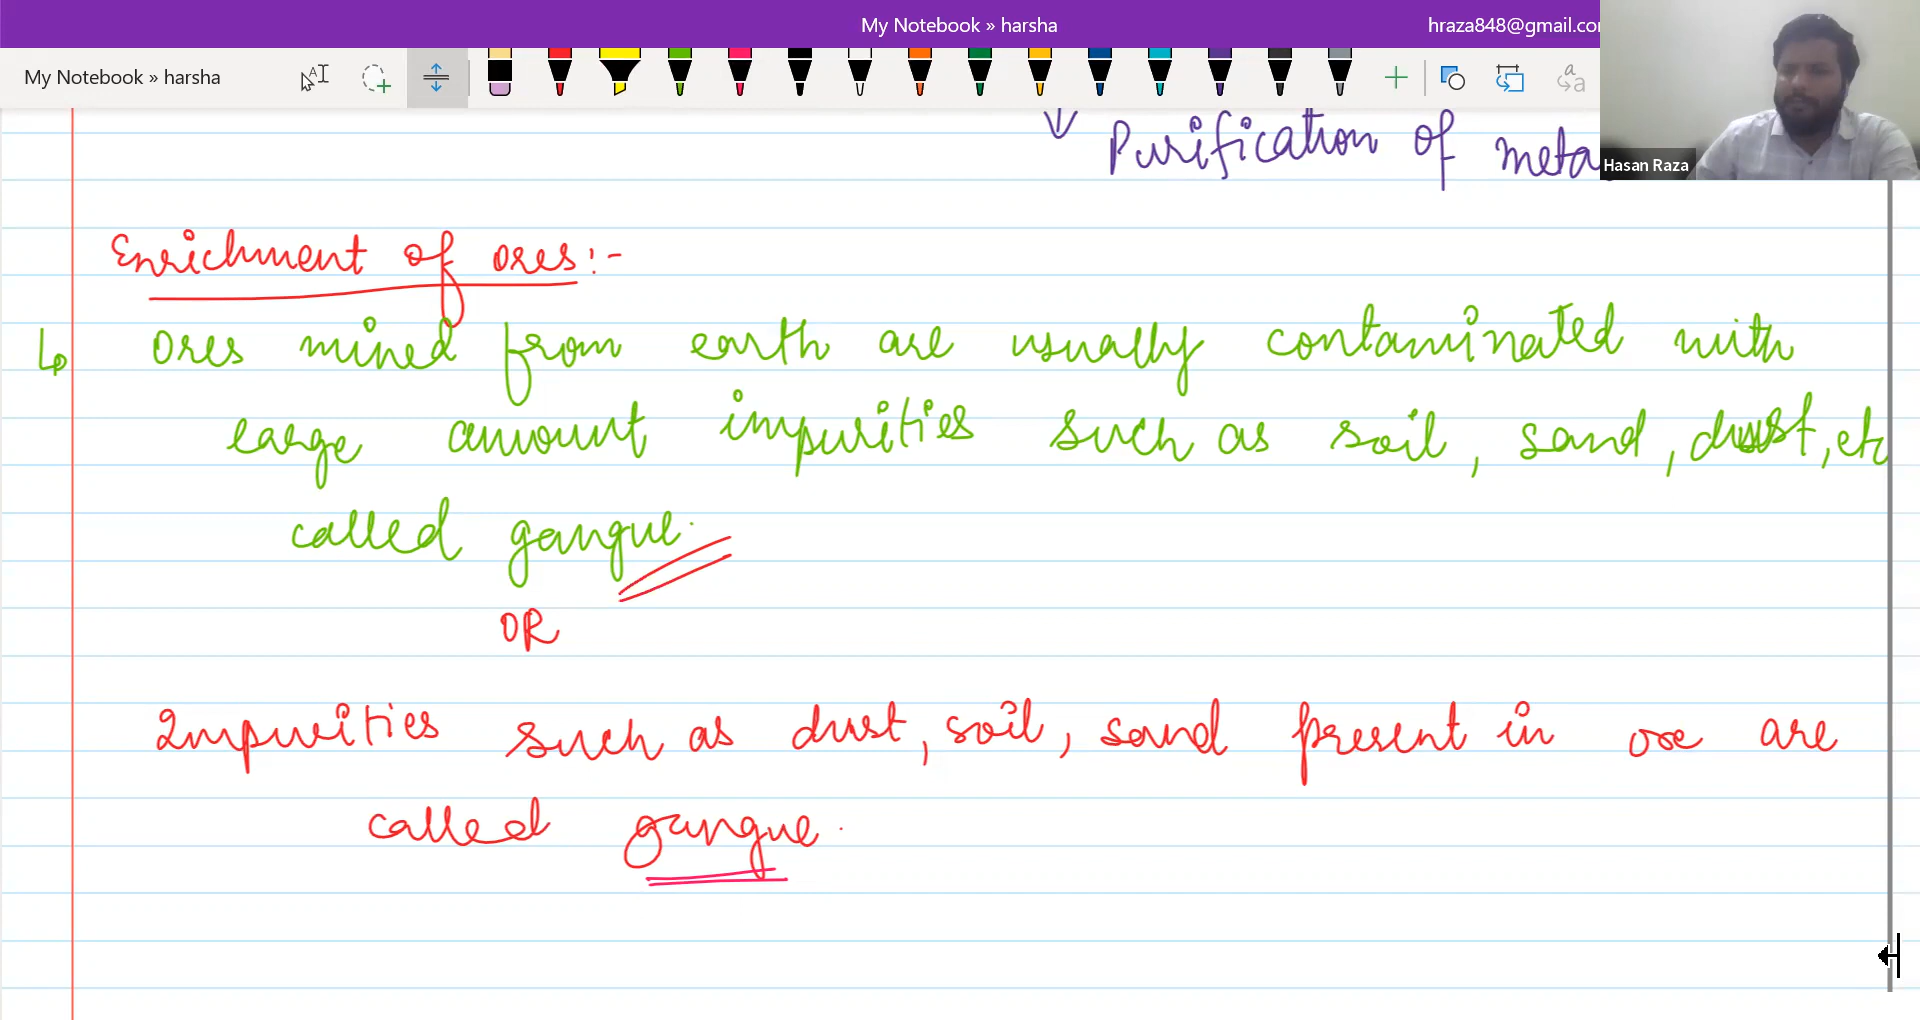 My Notebook » harsha
hraza848@gmail.co
My Notebook » harsha
Purification of meta
Hasan Raza
Enrichment of ores:-
Ores mined from earth are usually contaminated with
large amount impurities such as soil, sand, dust, etc
called gangue.
OR
Impurities such as dust, soil, sand present in ore are
called gangue.